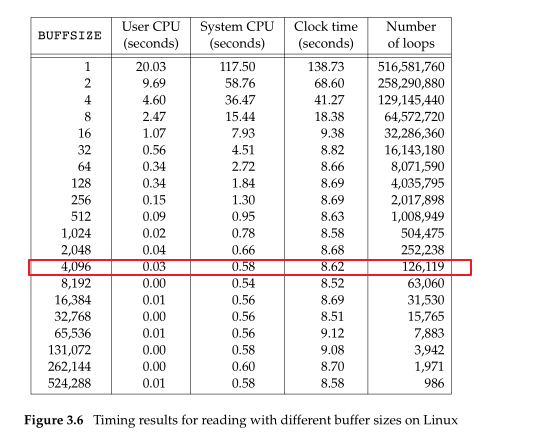 BUFFSIZE User CPU (seconds) System CPU (seconds) Clock time (seconds) Number of loops
1 20.03 117.50 138.73 516,581,760
2 9.69 58.76 68.60 258,290,880
4 4.60 36.47 41.27 129,145,440
8 2.47 15.44 18.38 64,572,720
16 1.07 7.93 9.38 32,286,360
32 0.56 4.51 8.82 16,143,180
64 0.34 2.72 8.66 8,071,590
128 0.34 1.84 8.69 4,035,795
256 0.15 1.30 8.69 2,017,898
512 0.09 0.95 8.63 1,008,949
1,024 0.02 0.78 8.58 504,475
2,048 0.04 0.66 8.68 252,238
4,096 0.03 0.58 8.62 126,119
8,192 0.00 0.54 8.52 63,060
16,384 0.01 0.56 8.69 31,530
32,768 0.00 0.56 8.51 15,765
65,536 0.01 0.56 9.12 7,883
131,072 0.00 0.58 9.08 3,942
262,144 0.00 0.60 8.70 1,971
524,288 0.01 0.58 8.58 986
Figure 3.6 Timing results for reading with different buffer sizes on Linux